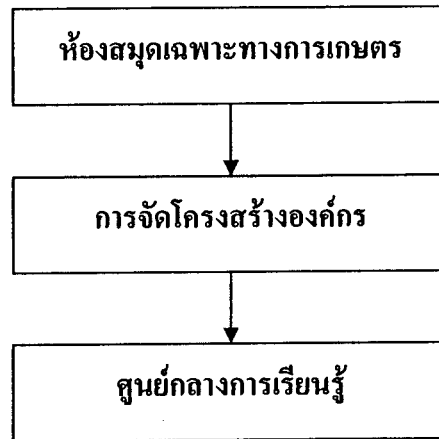 ห้องสมุดเฉพาะทางการเกษตร
การจัดโครงสร้างองค์กร
ศูนย์กลางการเรียนรู้